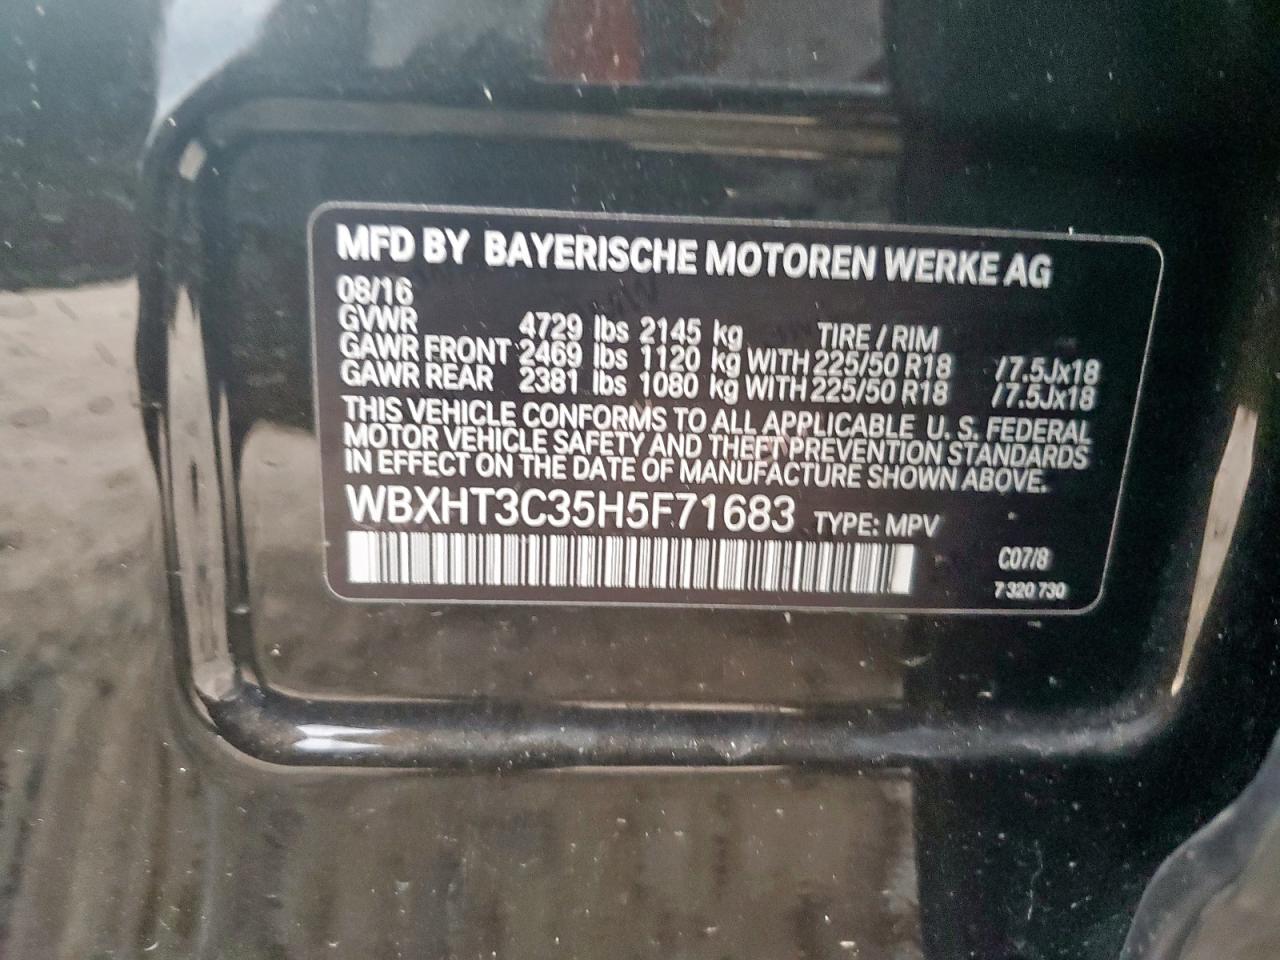 MFD BY BAYERISCHE MOTOREN WERKE AG
08/16
GVWR 4729 lbs 2145 kg TIRE / RIM
GAWR FRONT 2469 lbs 1120 kg WITH 225/50 R18 /7.5Jx18
GAWR REAR 2381 lbs 1080 kg WITH 225/50 R18 /7.5Jx18
THIS VEHICLE CONFORMS TO ALL APPLICABLE U. S. FEDERAL
MOTOR VEHICLE SAFETY AND THEFT PREVENTION STANDARDS
IN EFFECT ON THE DATE OF MANUFACTURE SHOWN ABOVE.
WBXHT3C35H5F71683 TYPE: MPV
C07/8
7 320 730